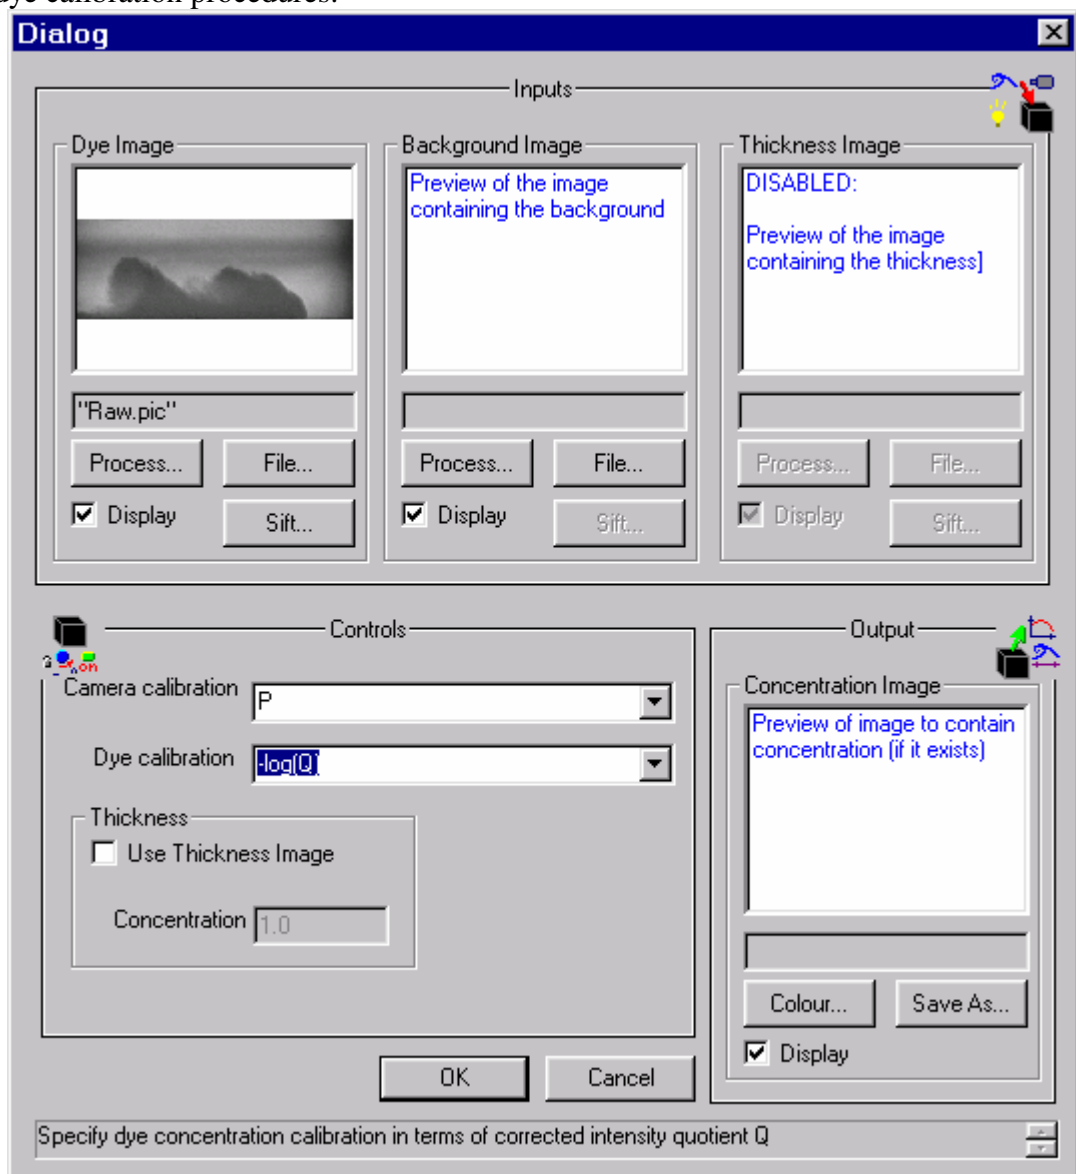 dye calibration procedures.
Dialog
Inputs
Dye Image
Background Image
Thickness Image
Preview of the image
containing the background
DISABLED:
Preview of the image
containing the thickness]
"Raw.pic"
Process...
File...
Process...
File...
Process...
File...
Display
Sift...
Display
Sift...
Display
Sift...
Controls
on
Camera calibration
P
Dye calibration
-log(Q)
Thickness
Use Thickness Image
Concentration
1.0
Output
Concentration Image
Preview of image to contain
concentration (if it exists)
Colour...
Save As...
Display
OK
Cancel
Specify dye concentration calibration in terms of corrected intensity quotient Q